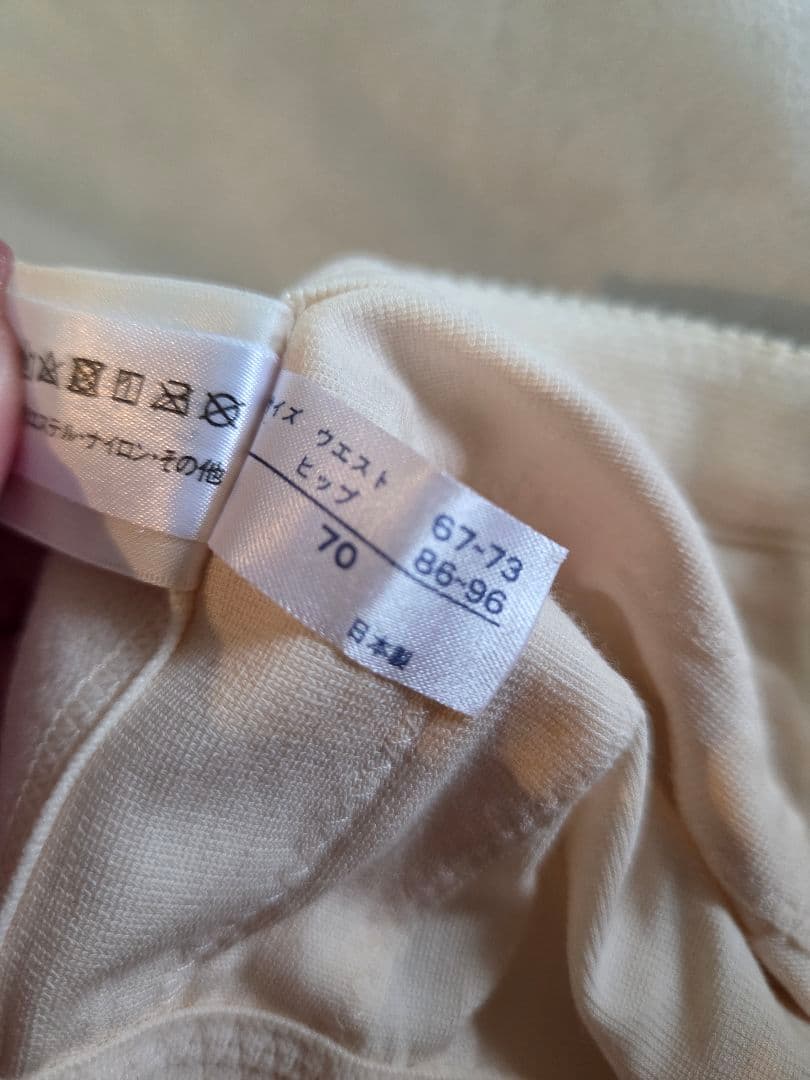 エステル・ナイロン・その他
イズ ウエスト 67~73
ヒップ 86~96
70
日本製